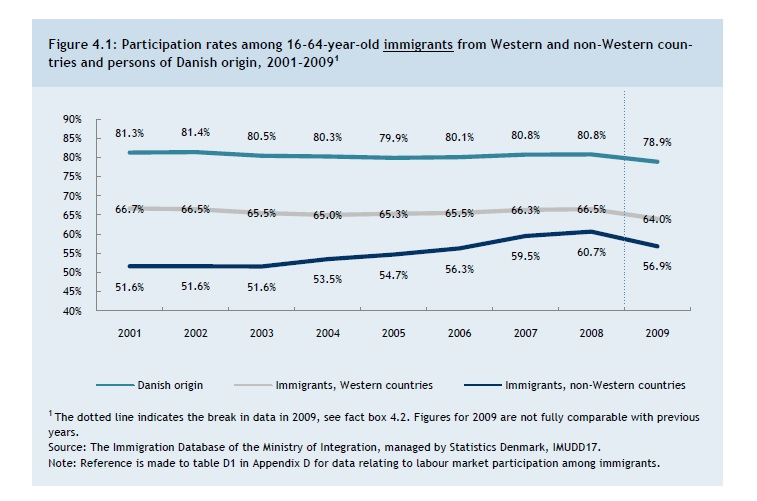 Figure 4.1: Participation rates among 16-64-year-old immigrants from Western and non-Western coun-
tries and persons of Danish origin, 2001-2009¹
90%
85%
80%
75%
70%
65%
60%
55%
50%
45%
40%
81.3% 81.4% 80.5% 80.3% 79.9% 80.1% 80.8% 80.8% 78.9%
66.7% 66.5% 65.5% 65.0% 65.3% 65.5% 66.3% 66.5% 64.0%
51.6% 51.6% 51.6% 53.5% 54.7% 56.3% 59.5% 60.7% 56.9%
2001 2002 2003 2004 2005 2006 2007 2008 2009
Danish origin Immigrants, Western countries Immigrants, non-Western countries
¹ The dotted line indicates the break in data in 2009, see fact box 4.2. Figures for 2009 are not fully comparable with previous
years.
Source: The Immigration Database of the Ministry of Integration, managed by Statistics Denmark, IMUDD17.
Note: Reference is made to table D1 in Appendix D for data relating to labour market participation among immigrants.